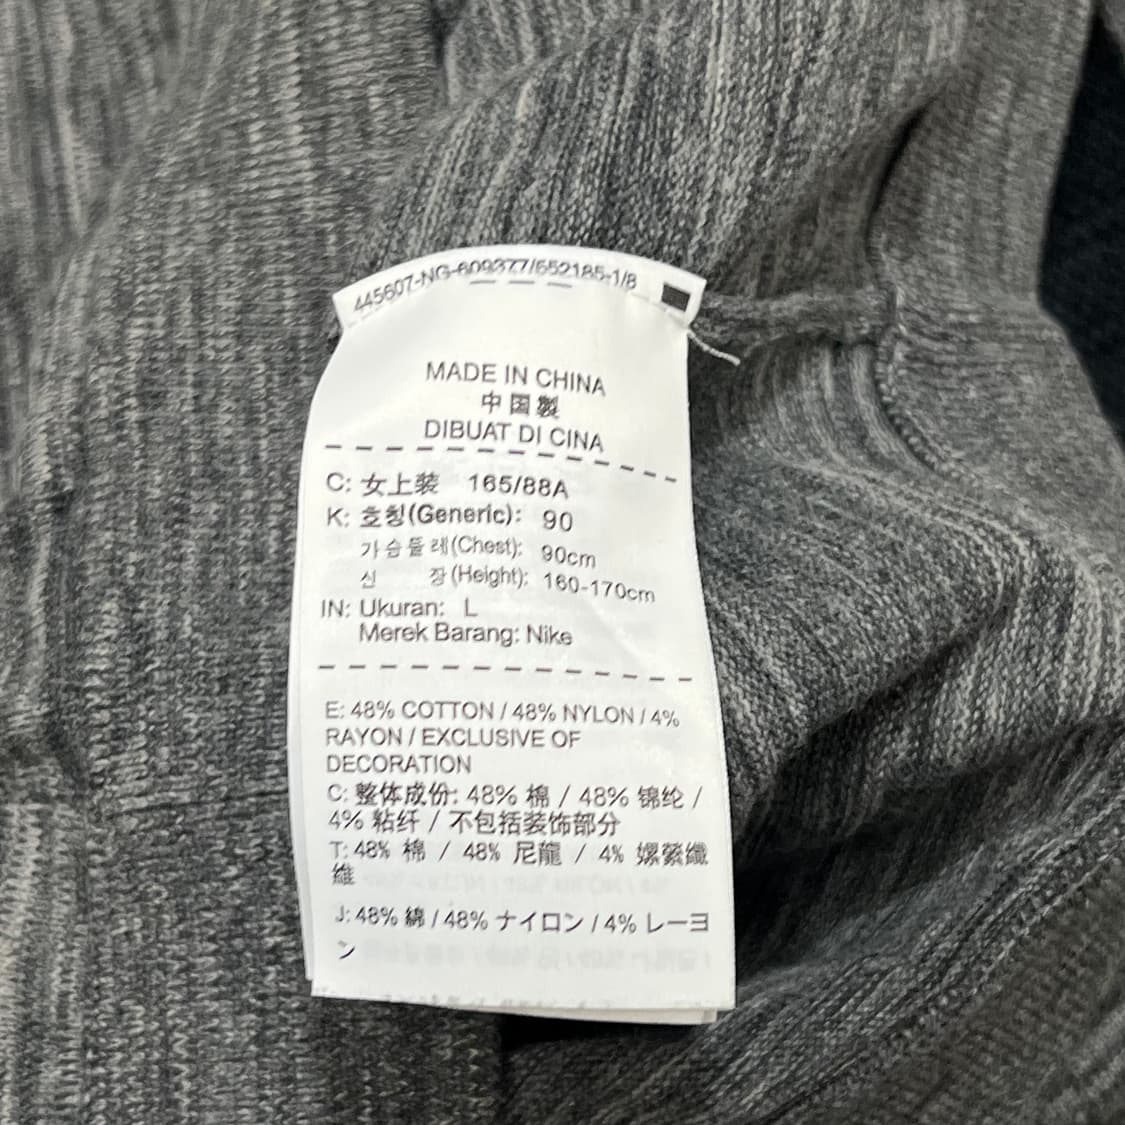 445607-NG-609377/652185-1/8
MADE IN CHINA
中国製
DIBUAT DI CINA
C: 女上装 165/88A
K: 호칭(Generic): 90
가슴둘레(Chest): 90cm
신 장(Height): 160-170cm
IN: Ukuran: L
Merek Barang: Nike
E: 48% COTTON / 48% NYLON / 4%
RAYON / EXCLUSIVE OF
DECORATION
C: 整体成份: 48% 棉 / 48% 锦纶 /
4% 粘纤 / 不包括装饰部分
T: 48% 棉 / 48% 尼龍 / 4% 嫘縈纖
維
J: 48% 綿 / 48% ナイロン / 4% レーヨ
ン